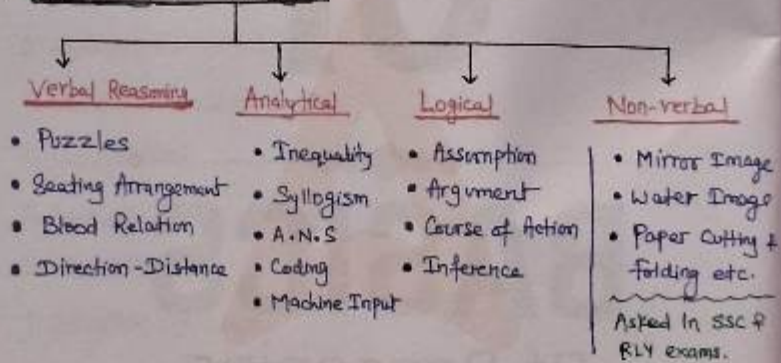 Verbal Reasoning
• Puzzles
• Seating Arrangement
• Blood Relation
• Direction-Distance
Analytical
• Inequality
• Syllogism
• A.N.S
• Coding
• Machine Input
Logical
• Assumption
• Argument
• Course of Action
• Inference
Non-verbal
• Mirror Image
• Water Image
• Paper Cutting &
folding etc.
Asked In SSC &
RLY exams.